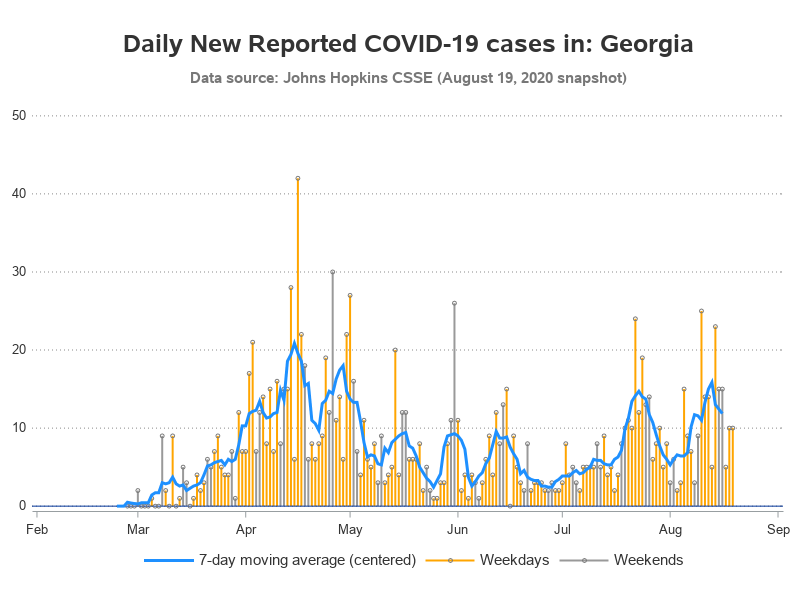 Daily New Reported COVID-19 cases in: Georgia
Data source: Johns Hopkins CSSE (August 19, 2020 snapshot)
50
40
30
20
10
0
Feb Mar Apr May Jun Jul Aug Sep
7-day moving average (centered) Weekdays Weekends